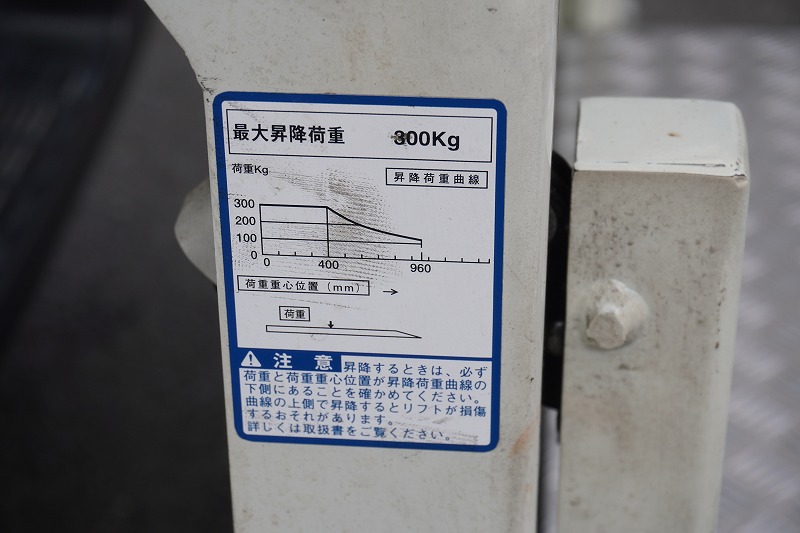 最大昇降荷重 300Kg
荷重Kg
昇降荷重曲線
300
200
100
0
0 400 960
荷重重心位置(mm) →
荷重
注意 昇降するときは、必ず
荷重と荷重重心位置が昇降荷重曲線の
下側にあることを確かめてください。
曲線の上側で昇降するとリフトが損傷
するおそれがあります。
詳しくは取扱書をご覧ください。